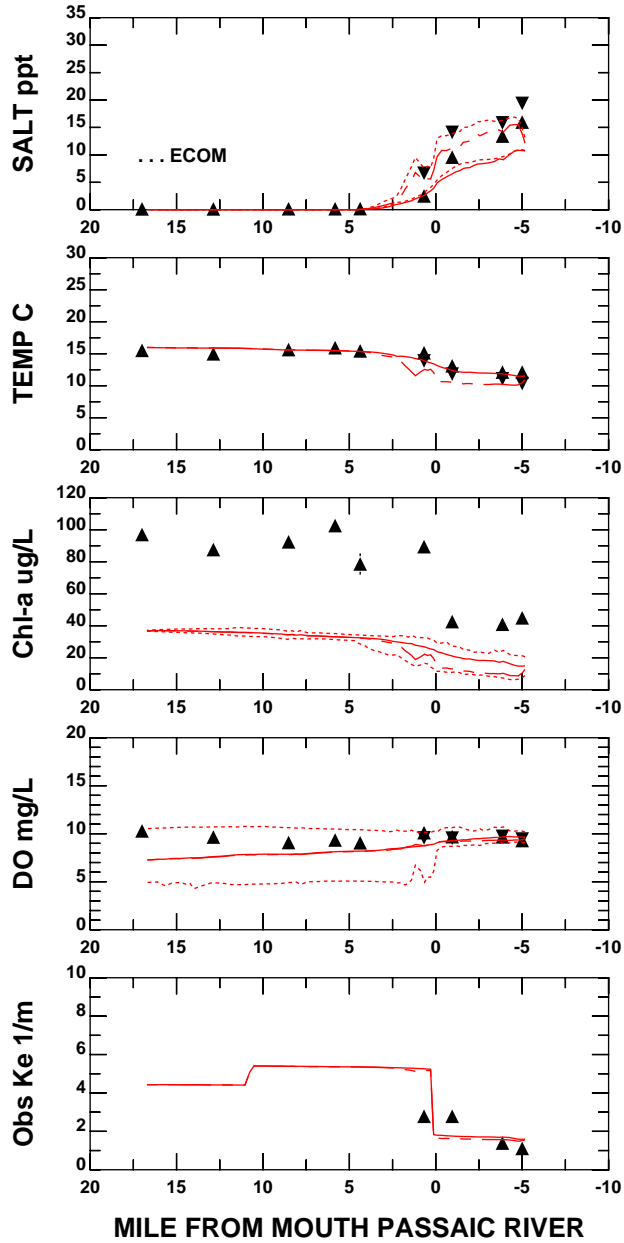 SALT ppt
35
30
25
20
15
10
5
0
. . . ECOM
20 15 10 5 0 -5 -10
TEMP C
30
25
20
15
10
5
0
20 15 10 5 0 -5 -10
Chl-a ug/L
120
100
80
60
40
20
0
20 15 10 5 0 -5 -10
DO mg/L
20
15
10
5
0
20 15 10 5 0 -5 -10
Obs Ke 1/m
10
8
6
4
2
0
20 15 10 5 0 -5 -10
MILE FROM MOUTH PASSAIC RIVER